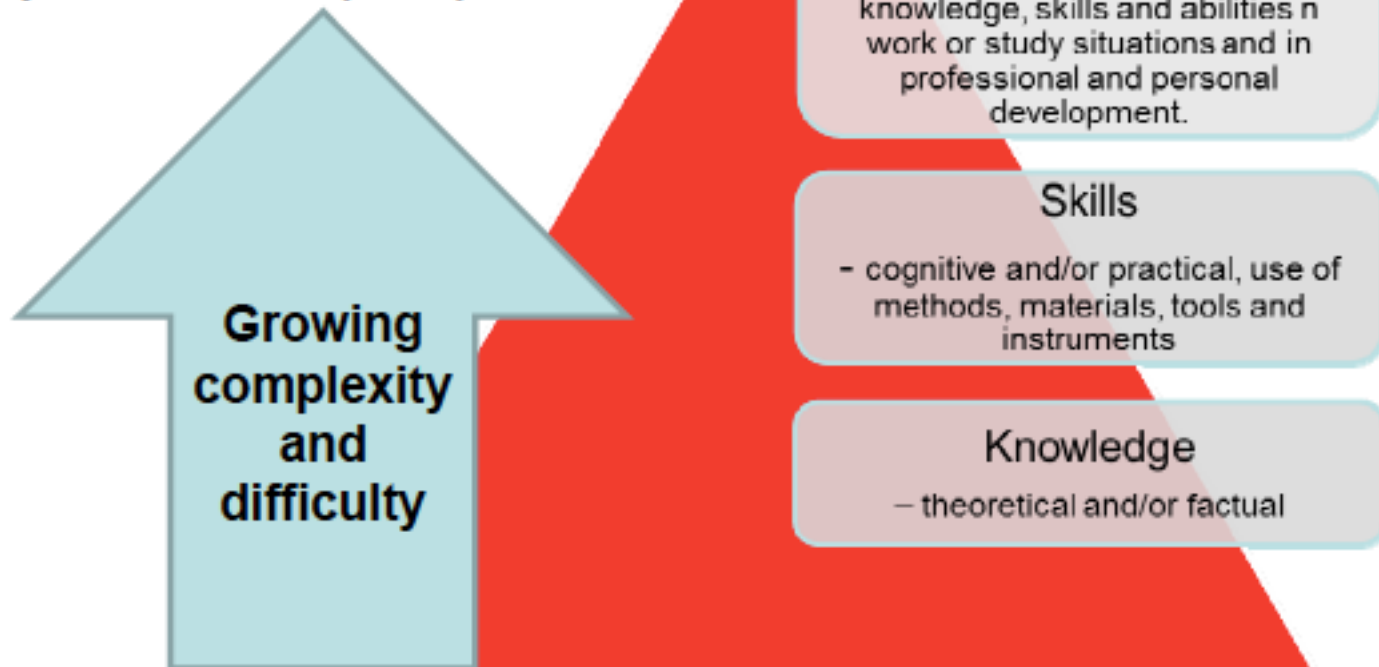 knowledge, skills and abilities n
work or study situations and in
professional and personal
development.
Skills
- cognitive and/or practical, use of
methods, materials, tools and
instruments
Knowledge
– theoretical and/or factual
Growing
complexity
and
difficulty